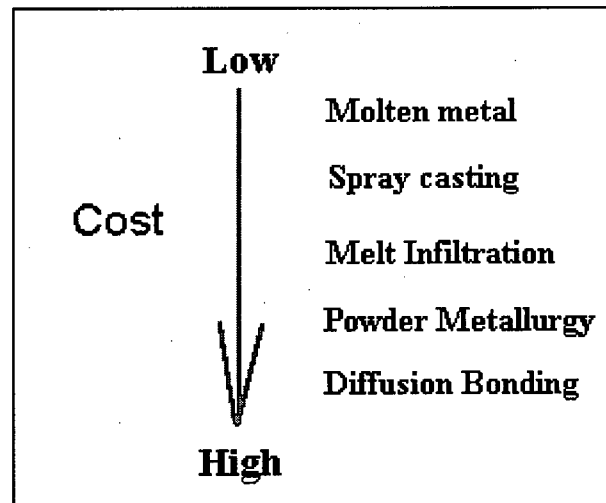 Low
Molten metal
Spray casting
Cost
Melt Infiltration
Powder Metallurgy
Diffusion Bonding
High